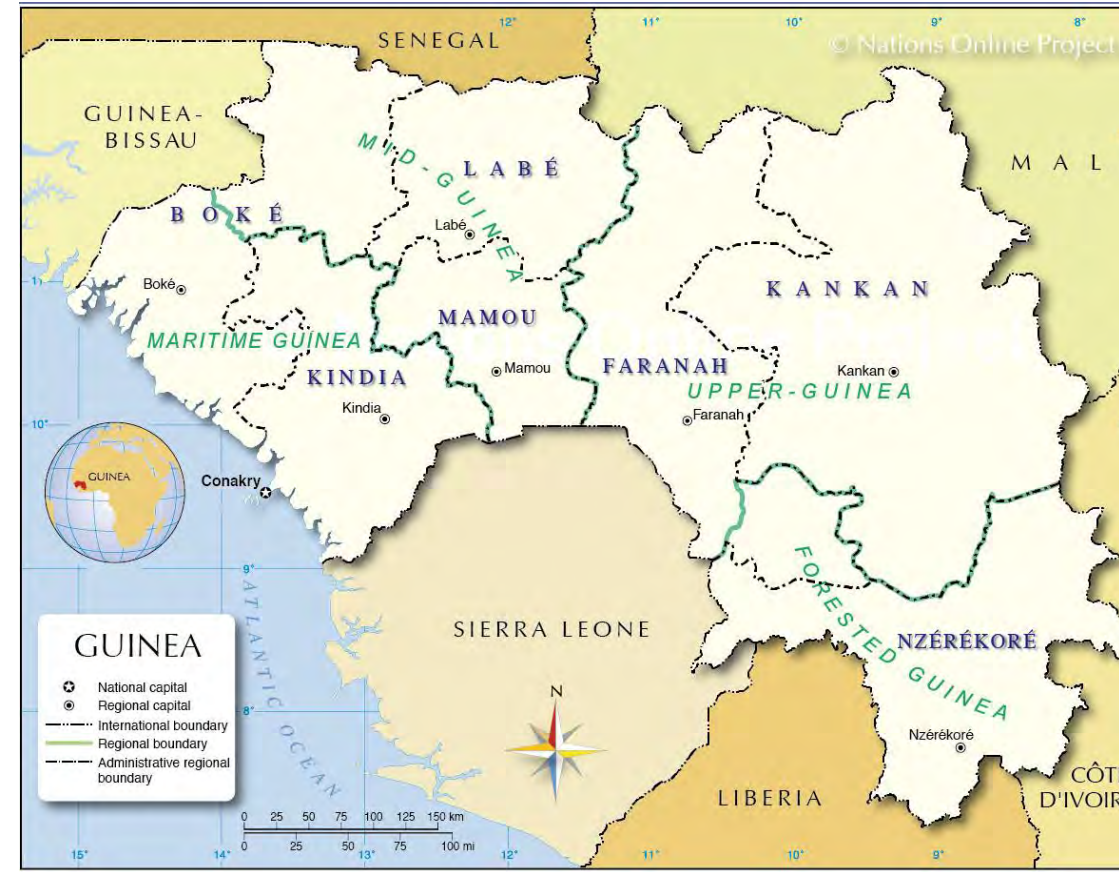 12°
11°
10°
9°
8°
SENEGAL
© Nations Online Project
GUINEA-
BISSAU
MID-GUINEA
LABÉ
MAL
BOKÉ
Labé
Boké
11
KANKAN
MAMOU
MARITIME GUINEA
KINDIA
Mamou
FARANAH
Kankan
UPPER-GUINEA
Kindia
Faranah
10°
GUINEA
Conakry
9°
ATLANTIC OCEAN
FORESTED GUINEA
SIERRA LEONE
NZÉRÉKORÉ
GUINEA
National capital
Regional capital
International boundary
Regional boundary
Administrative regional
boundary
8°
N
Nzérékoré
LIBERIA
CÔT
D'IVOIR
0 25 50 75 100 125 150 km
0 25 50 75 100 mi
15°
14°
13°
12°
11°
10°
9°